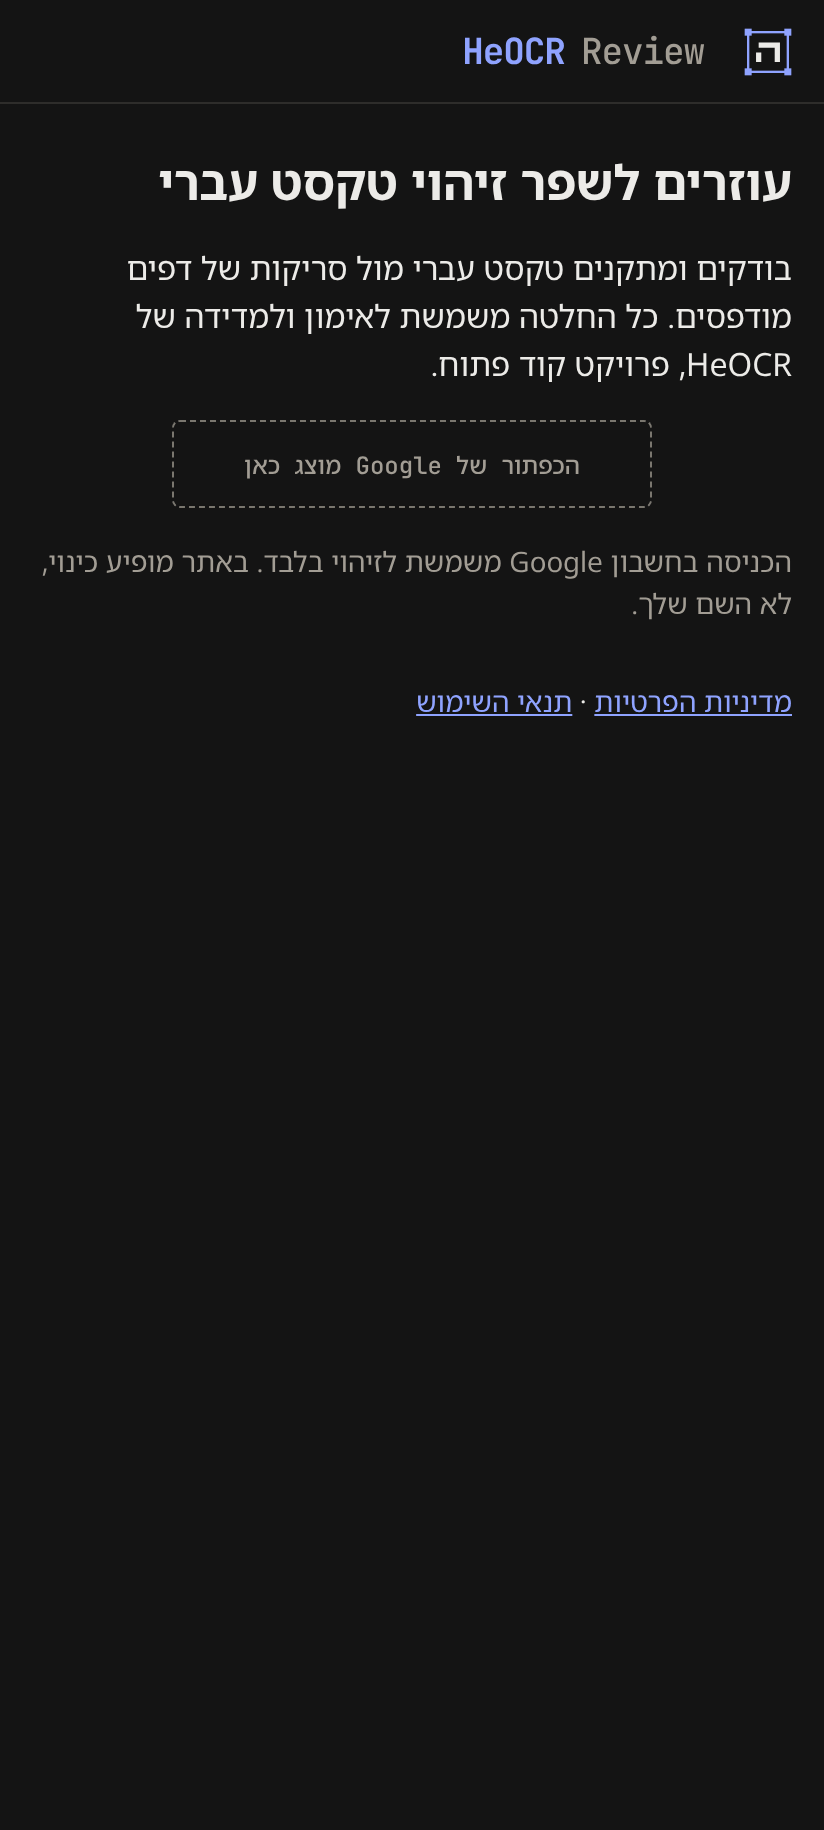 ה HeOCR Review
עוזרים לשפר זיהוי טקסט עברי
בודקים ומתקנים טקסט עברי מול סריקות של דפים
מודפסים. כל החלטה משמשת לאימון ולמדידה של
HeOCR, פרויקט קוד פתוח.
הכפתור של Google מוצג כאן
הכניסה בחשבון Google משמשת לזיהוי בלבד. באתר מופיע כינוי,
לא השם שלך.
מדיניות הפרטיות · תנאי השימוש